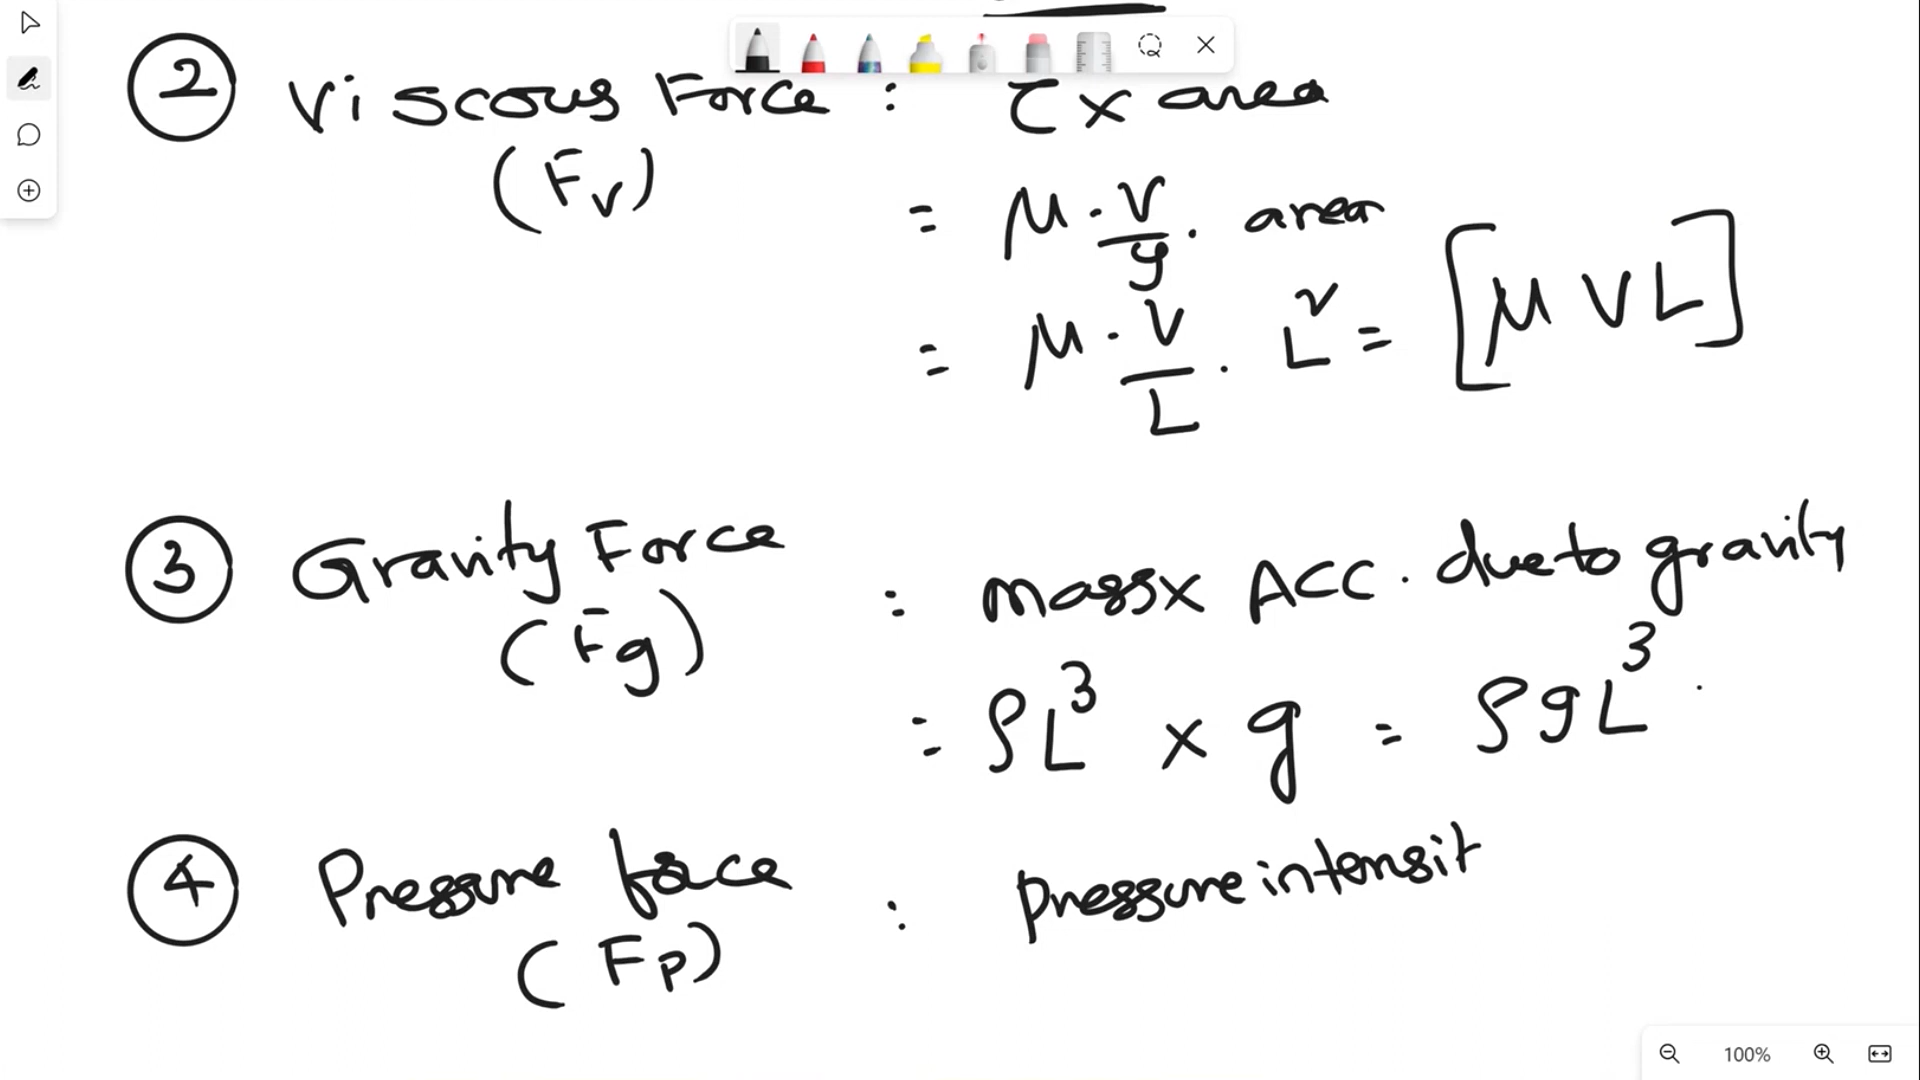 ② Viscous Force : τ x area
(Fv)
= μ · V/y · area
= μ · V/L · L² = [μ V L]
③ Gravity Force : mass x Acc. due to gravity
(Fg)
= ρL³ x g = ρgL³
④ Pressure force : pressure intensit
(Fp)
100%